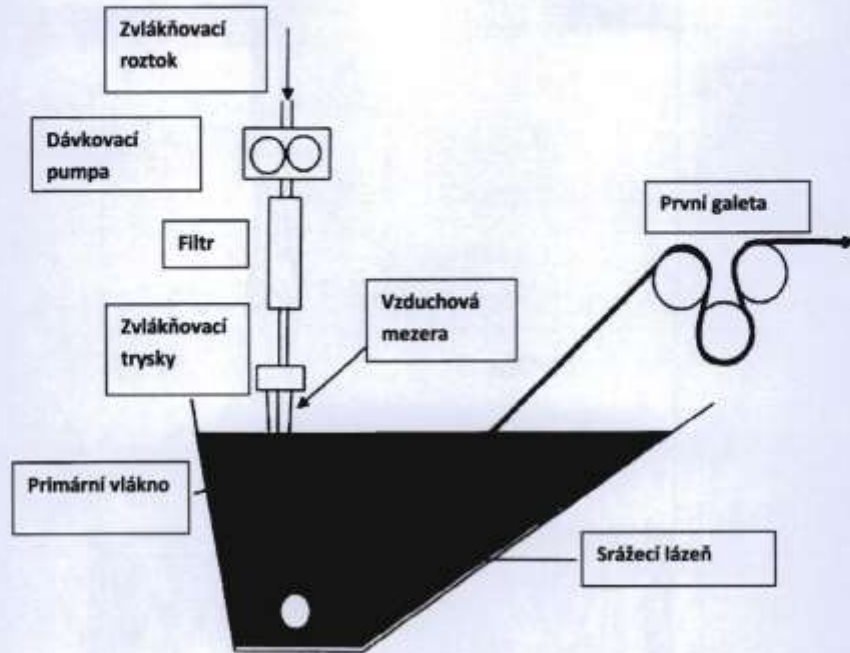 Zvlákňovací
roztok
Dávkovací
pumpa
První galeta
Filtr
Zvlákňovací
trysky
Vzduchová
mezera
Primární vlákno
Srážecí lázeň